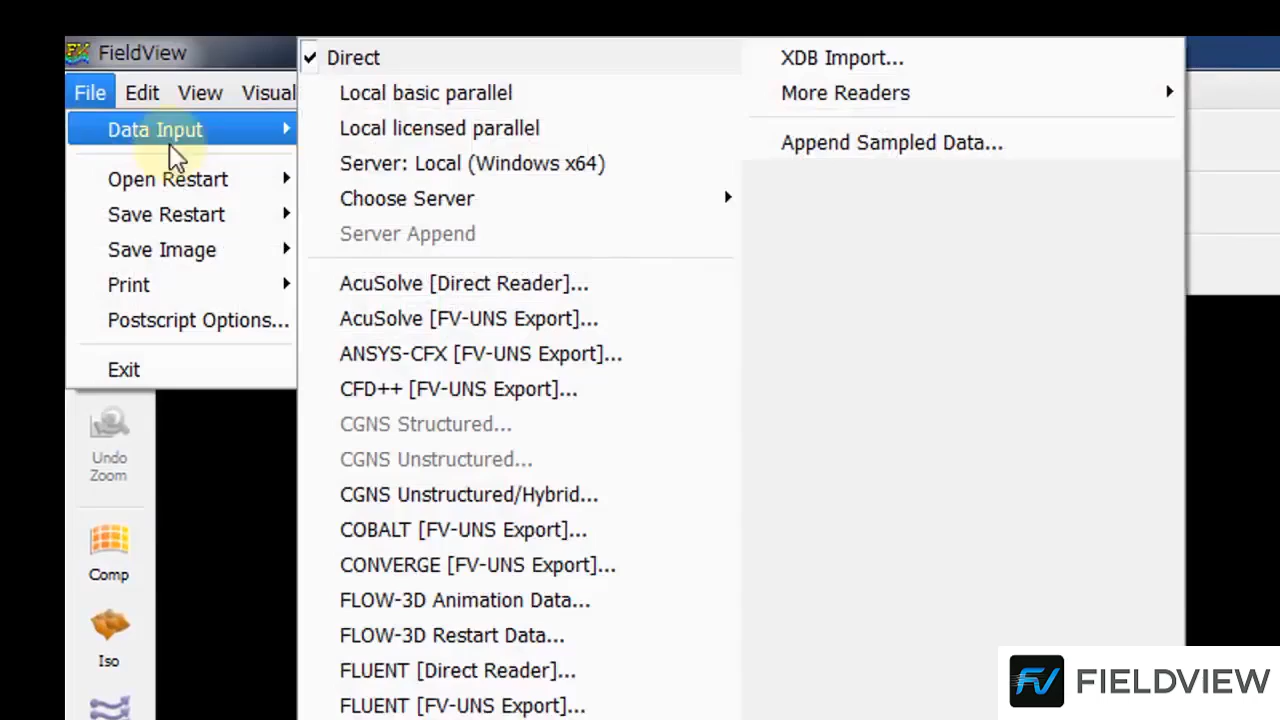 FieldView
File Edit View Visual
Data Input
Open Restart
Save Restart
Save Image
Print
Postscript Options...
Exit
Undo
Zoom
Comp
Iso
Direct
Local basic parallel
Local licensed parallel
Server: Local (Windows x64)
Choose Server
Server Append
AcuSolve [Direct Reader]...
AcuSolve [FV-UNS Export]...
ANSYS-CFX [FV-UNS Export]...
CFD++ [FV-UNS Export]...
CGNS Structured...
CGNS Unstructured...
CGNS Unstructured/Hybrid...
COBALT [FV-UNS Export]...
CONVERGE [FV-UNS Export]...
FLOW-3D Animation Data...
FLOW-3D Restart Data...
FLUENT [Direct Reader]...
FLUENT [FV-UNS Export]...
XDB Import...
More Readers
Append Sampled Data...
FV FIELDVIEW